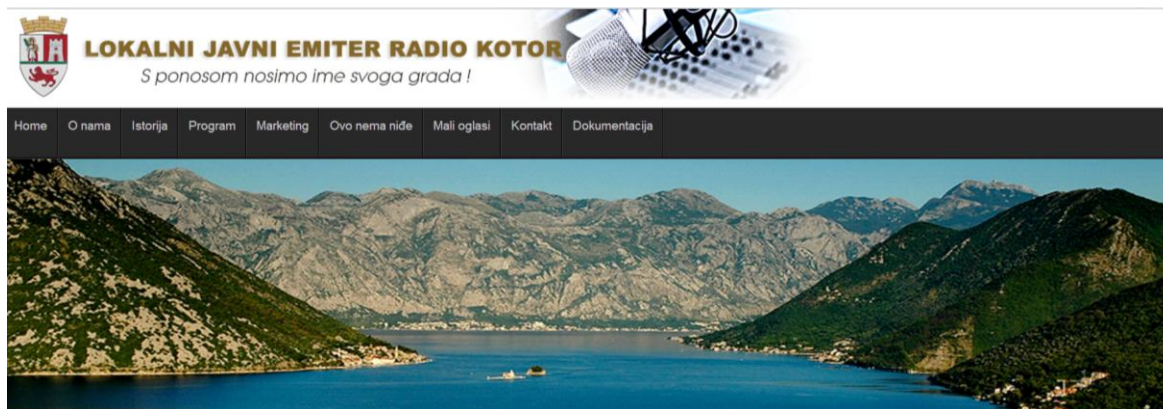 LOKALNI JAVNI EMITER RADIO KOTOR
S ponosom nosimo ime svoga grada !
Home O nama Istorija Program Marketing Ovo nema niđe Mali oglasi Kontakt Dokumentacija